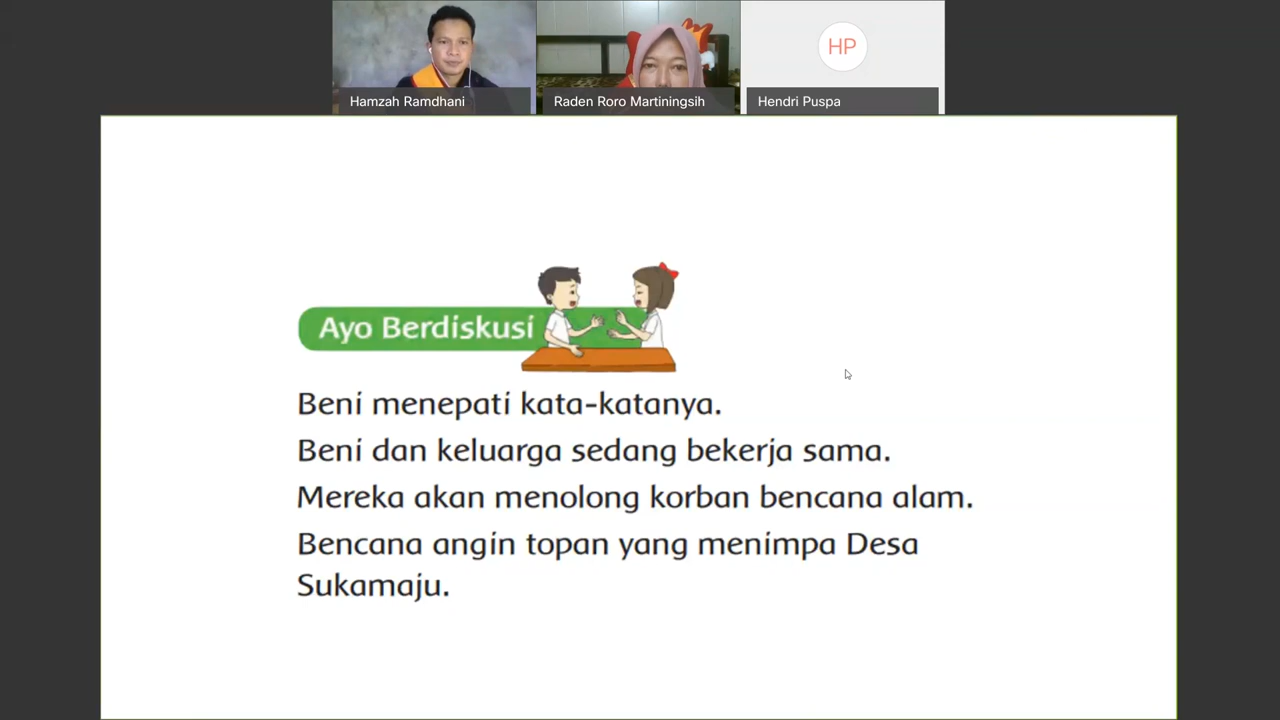 HP
Hamzah Ramdhani
Raden Roro Martiningsih
Hendri Puspa
Ayo Berdiskusi
Beni menepati kata-katanya.
Beni dan keluarga sedang bekerja sama.
Mereka akan menolong korban bencana alam.
Bencana angin topan yang menimpa Desa
Sukamaju.